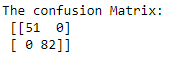 The confusion Matrix:
[[51  0]
[ 0 82]]